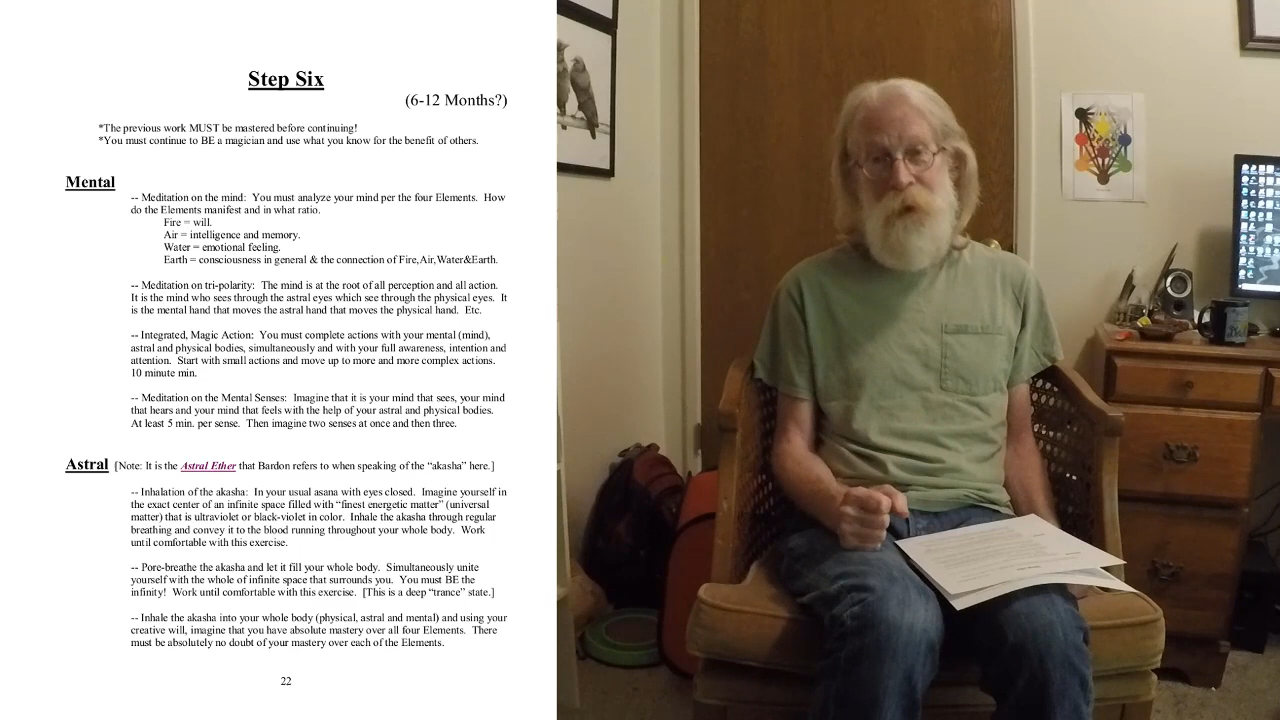 Step Six
(6-12 Months?)
*The previous work MUST be mastered before continuing!
*You must continue to BE a magician and use what you know for the benefit of others.
Mental
-- Meditation on the mind: You must analyze your mind per the four Elements. How
do the Elements manifest and in what ratio.
Fire = will.
Air = intelligence and memory.
Water = emotional feeling.
Earth = consciousness in general & the connection of Fire,Air,Water&Earth.
-- Meditation on tri-polarity: The mind is at the root of all perception and all action.
It is the mind who sees through the astral eyes which see through the physical eyes. It
is the mental hand that moves the astral hand that moves the physical hand. Etc.
-- Integrated, Magic Action: You must complete actions with your mental (mind),
astral and physical bodies, simultaneously and with your full awareness, intention and
attention. Start with small actions and move up to more and more complex actions.
10 minute min.
-- Meditation on the Mental Senses: Imagine that it is your mind that sees, your mind
that hears and your mind that feels with the help of your astral and physical bodies.
At least 5 min. per sense. Then imagine two senses at once and then three.
Astral [Note: It is the Astral Ether that Bardon refers to when speaking of the “akasha” here.]
-- Inhalation of the akasha: In your usual asana with eyes closed. Imagine yourself in
the exact center of an infinite space filled with “finest energetic matter” (universal
matter) that is ultraviolet or black-violet in color. Inhale the akasha through regular
breathing and convey it to the blood running throughout your whole body. Work
until comfortable with this exercise.
-- Pore-breathe the akasha and let it fill your whole body. Simultaneously unite
yourself with the whole of infinite space that surrounds you. You must BE the
infinity! Work until comfortable with this exercise. [This is a deep “trance” state.]
-- Inhale the akasha into your whole body (physical, astral and mental) and using your
creative will, imagine that you have absolute mastery over all four Elements. There
must be absolutely no doubt of your mastery over each of the Elements.
22